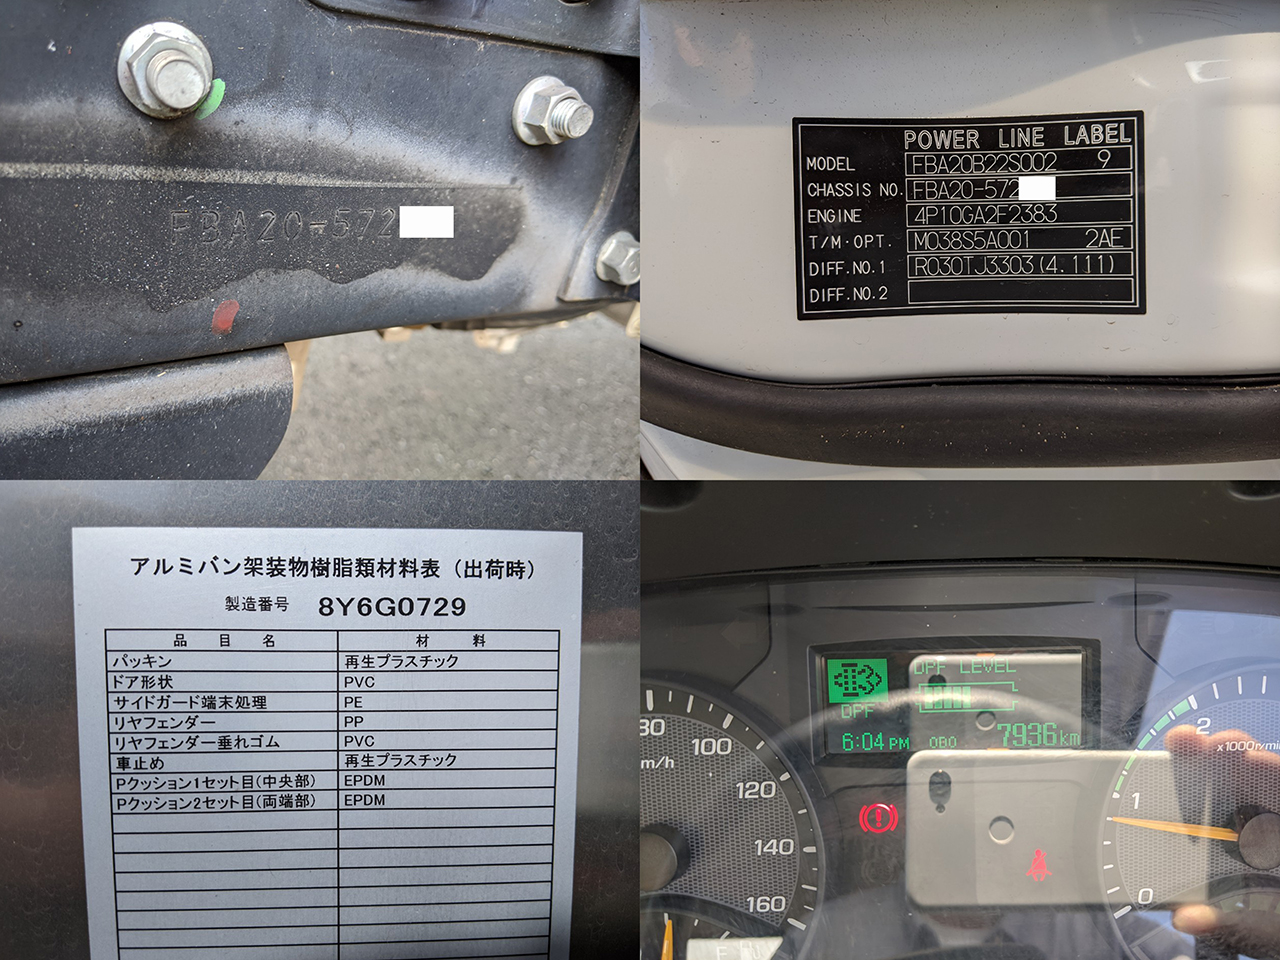 FBA20-572
POWER LINE LABEL
MODEL FBA20B22S002 9
CHASSIS NO. FBA20-572
ENGINE 4P10GA2F2383
T/M・OPT. M038S5A001 2AE
DIFF.NO.1 R030TJ3303(4.111)
DIFF.NO.2
アルミバン架装物樹脂類材料表（出荷時）
製造番号 8Y6G0729
品目名 材料
パッキン 再生プラスチック
ドア形状 PVC
サイドガード端末処理 PE
リヤフェンダー PP
リヤフェンダー垂れゴム PVC
車止め 再生プラスチック
Pクッション1セット目(中央部) EPDM
Pクッション2セット目(両端部) EPDM
DPF LEVEL
DPF
6:04PM ODO 7936km
80
100
120
140
160
m/h
2
x1000r/min
1
0
F